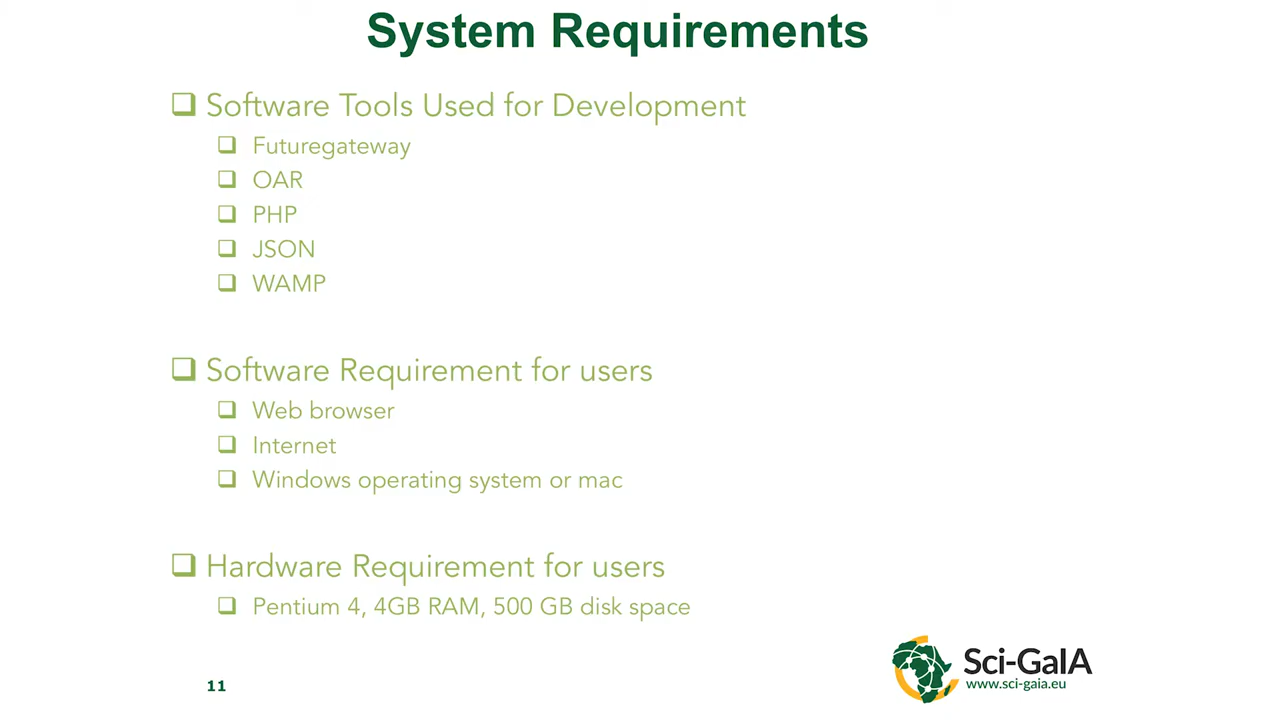 System Requirements
Software Tools Used for Development
Futuregateway
OAR
PHP
JSON
WAMP
Software Requirement for users
Web browser
Internet
Windows operating system or mac
Hardware Requirement for users
Pentium 4, 4GB RAM, 500 GB disk space
11
Sci-GaIA
www.sci-gaia.eu